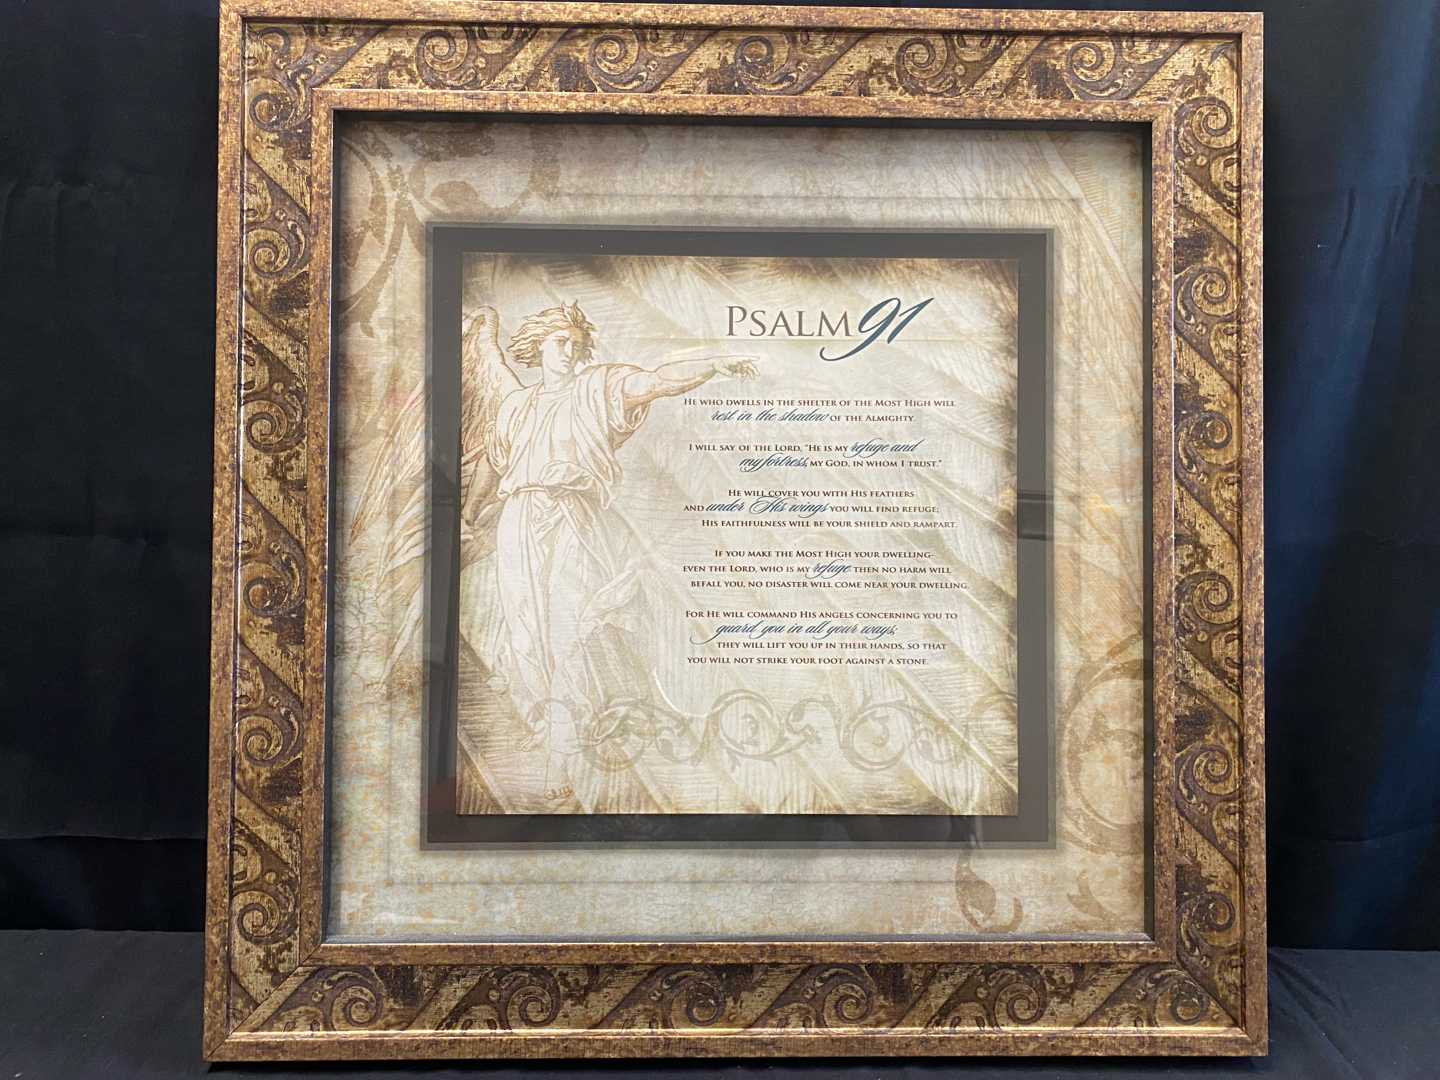 Psalm 91
He who dwells in the shelter of the Most High will
rest in the shadow of the Almighty.
I will say of the Lord, "He is my refuge and
my fortress, my God, in whom I trust."
He will cover you with His feathers
and under His wings you will find refuge;
His faithfulness will be your shield and rampart.
If you make the Most High your dwelling-
even the Lord, who is my refuge then no harm will
befall you, no disaster will come near your dwelling.
For He will command His angels concerning you to
guard you in all your ways;
they will lift you up in their hands, so that
you will not strike your foot against a stone.